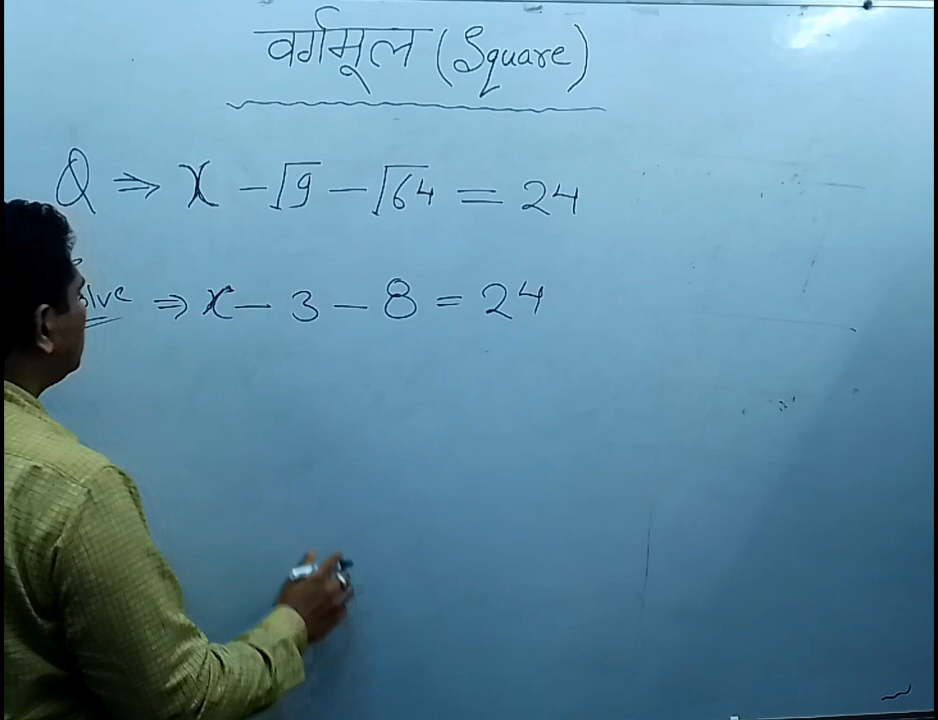 वर्गमूल (Square)
Q ⇒ x - √9 - √64 = 24
⇒ x - 3 - 8 = 24